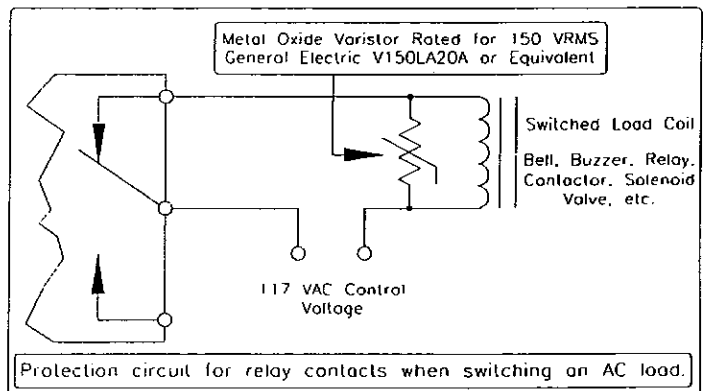 Metal Oxide Varistor Rated for 150 VRMS
General Electric V150LA20A or Equivalent
Switched Load Coil
Bell, Buzzer, Relay,
Contactor, Solenoid
Valve, etc.
117 VAC Control
Voltage
Protection circuit for relay contacts when switching an AC load.